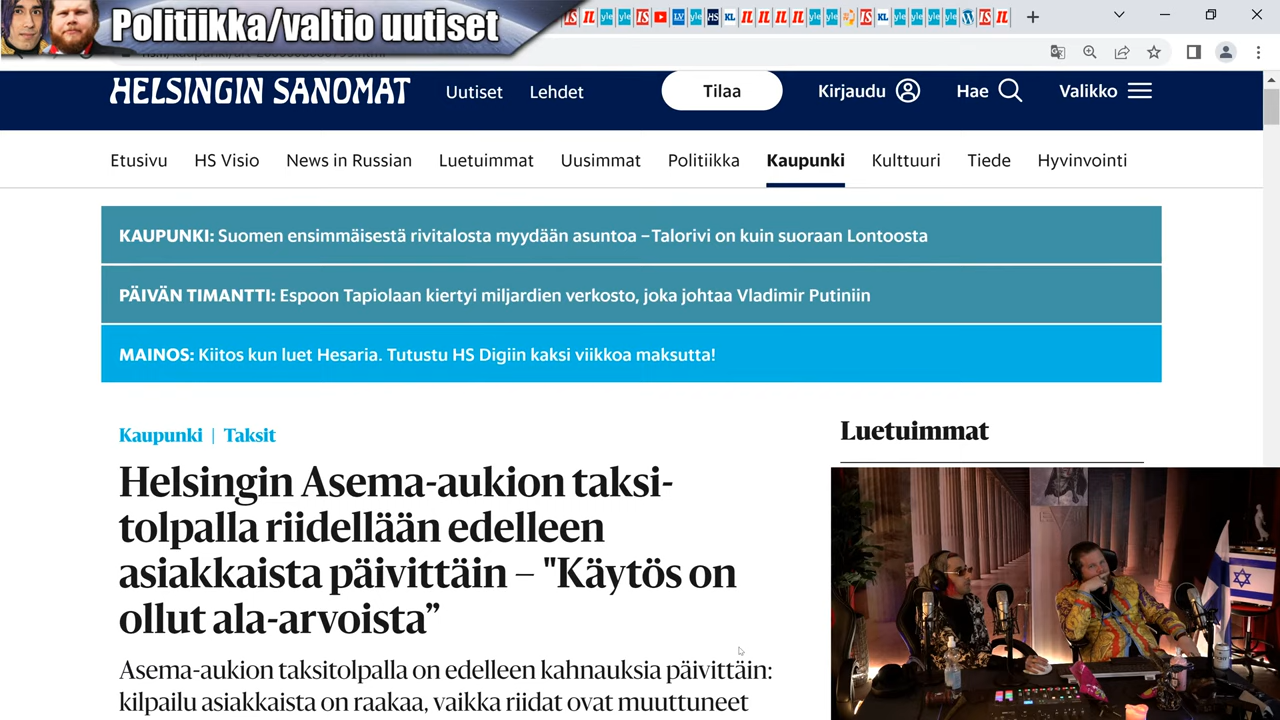 Politiikka/valtio uutiset
HELSINGIN SANOMAT
Uutiset
Lehdet
Tilaa
Kirjaudu
Hae
Valikko
Etusivu
HS Visio
News in Russian
Luetuimmat
Uusimmat
Politiikka
Kaupunki
Kulttuuri
Tiede
Hyvinvointi
KAUPUNKI: Suomen ensimmäisestä rivitalosta myydään asuntoa – Talorivi on kuin suoraan Lontoosta
PÄIVÄN TIMANTTI: Espoon Tapiolaan kiertyi miljardien verkosto, joka johtaa Vladimir Putiniin
MAINOS: Kiitos kun luet Hesaria. Tutustu HS Digiin kaksi viikkoa maksutta!
Kaupunki | Taksit
Luetuimmat
Helsingin Asema-aukion taksi-
tolpalla riidellään edelleen
asiakkaista päivittäin – "Käytös on
ollut ala-arvoista”
Asema-aukion taksitolpalla on edelleen kahnauksia päivittäin:
kilpailu asiakkaista on raakaa, vaikka riidat ovat muuttuneet